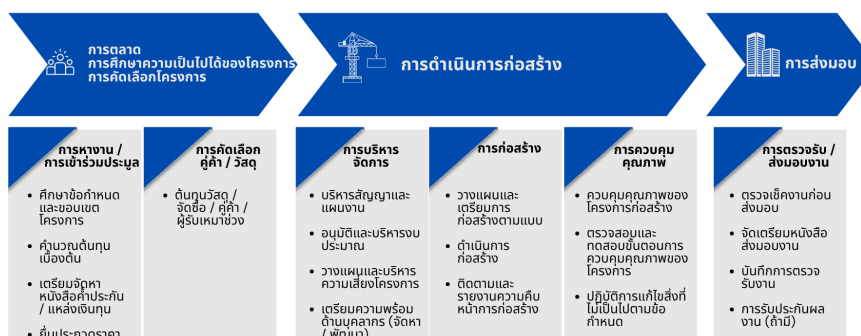 การตลาด
การศึกษาความเป็นไปได้ของโครงการ
การคัดเลือกโครงการ
การดำเนินการก่อสร้าง
การส่งมอบ
การหางาน /
การเข้าร่วมประมูล
• ศึกษาข้อกำหนด
และขอบเขต
โครงการ
• คำนวณต้นทุน
เบื้องต้น
• เตรียมจัดหา
หนังสือค้ำประกัน
/ แหล่งเงินทุน
• ยื่นประกวดราคา
การคัดเลือก
คู่ค้า / วัสดุ
• ต้นทุนวัสดุ /
จัดซื้อ / คู่ค้า /
ผู้รับเหมาช่วง
การบริหาร
จัดการ
• บริหารสัญญาและ
แผนงาน
• อนุมัติและบริหารงบ
ประมาณ
• วางแผนและบริหาร
ความเสี่ยงโครงการ
• เตรียมความพร้อม
ด้านบุคลากร (จัดหา
/ พัฒนา)
การก่อสร้าง
• วางแผนและ
เตรียมการ
ก่อสร้างตามแบบ
• ดำเนินการ
ก่อสร้าง
• ติดตามและ
รายงานความคืบ
หน้าการก่อสร้าง
การควบคุม
คุณภาพ
• ควบคุมคุณภาพของ
โครงการก่อสร้าง
• ตรวจสอบและ
ทดสอบขั้นตอนการ
ควบคุมคุณภาพของ
โครงการ
• ปฏิบัติการแก้ไขสิ่งที่
ไม่เป็นไปตามข้อ
กำหนด
การตรวจรับ /
ส่งมอบงาน
• ตรวจเช็คงานก่อน
ส่งมอบ
• จัดเตรียมหนังสือ
ส่งมอบงาน
• บันทึกการตรวจ
รับงาน
• การรับประกันผล
งาน (ถ้ามี)